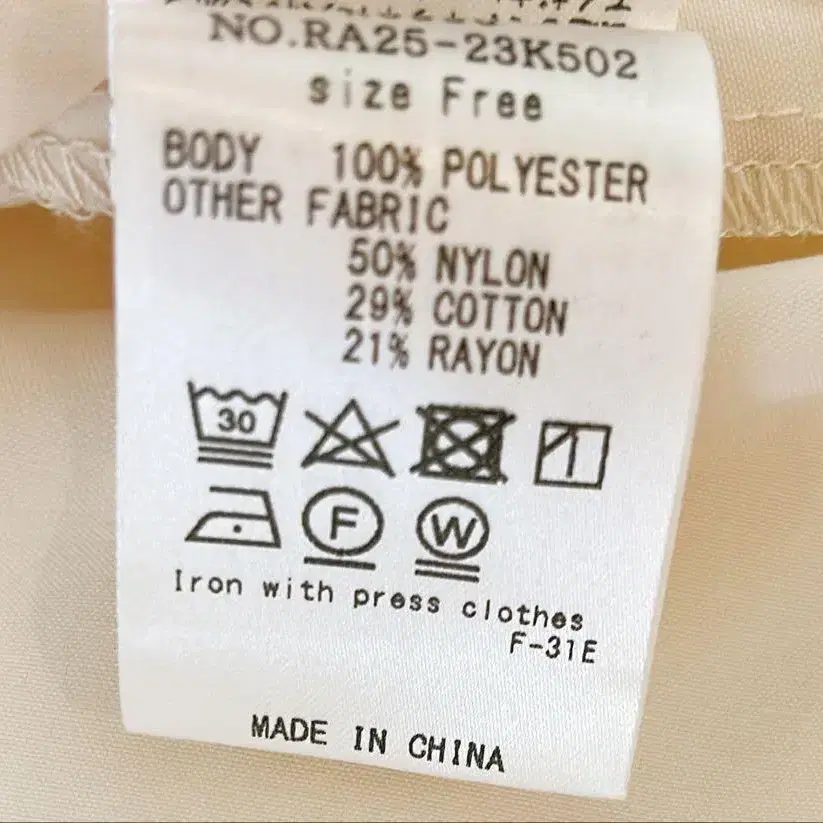 NO.RA25-23K502
size Free
BODY 100% POLYESTER
OTHER FABRIC
50% NYLON
29% COTTON
21% RAYON
30
F W
Iron with press clothes
F-31E
MADE IN CHINA